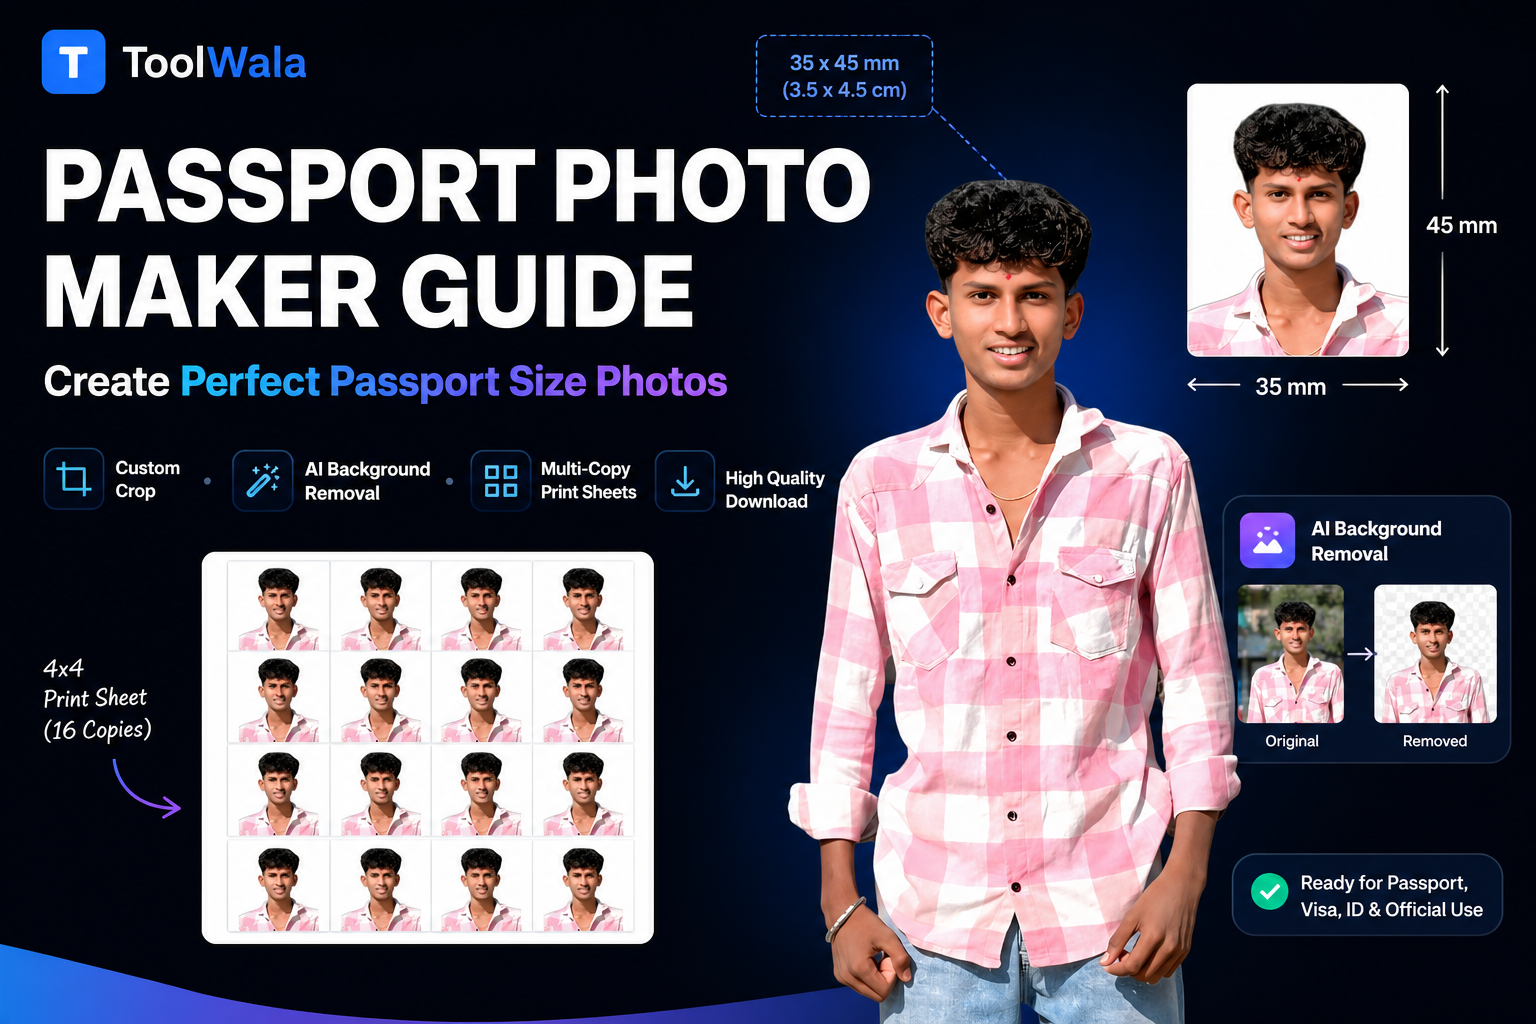 T ToolWala
35 x 45 mm
(3.5 x 4.5 cm)
PASSPORT PHOTO
MAKER GUIDE
Create Perfect Passport Size Photos
Custom
Crop
AI Background
Removal
Multi-Copy
Print Sheets
High Quality
Download
45 mm
35 mm
4x4
Print Sheet
(16 Copies)
AI Background
Removal
Original
Removed
Ready for Passport,
Visa, ID & Official Use